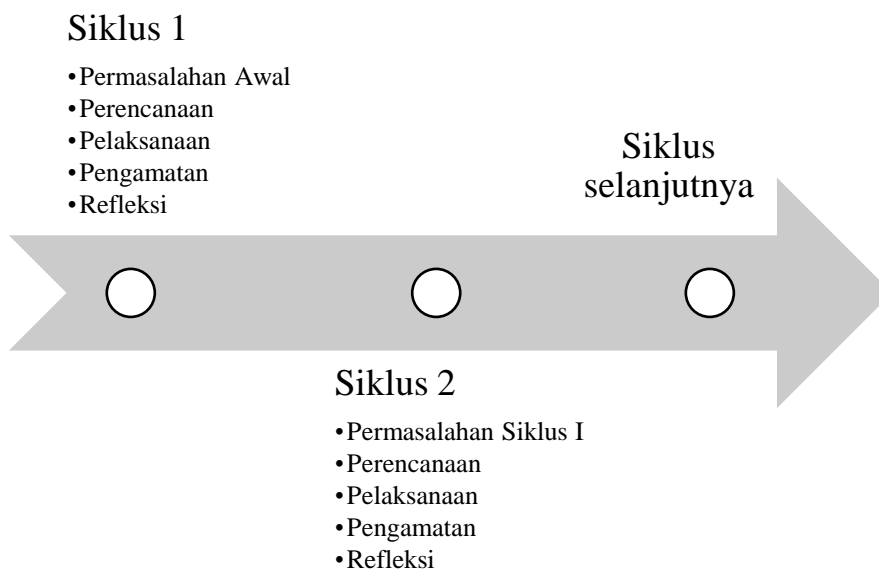 Siklus 1
•Permasalahan Awal
•Perencanaan
•Pelaksanaan
•Pengamatan
•Refleksi
Siklus
selanjutnya
Siklus 2
•Permasalahan Siklus I
•Perencanaan
•Pelaksanaan
•Pengamatan
•Refleksi